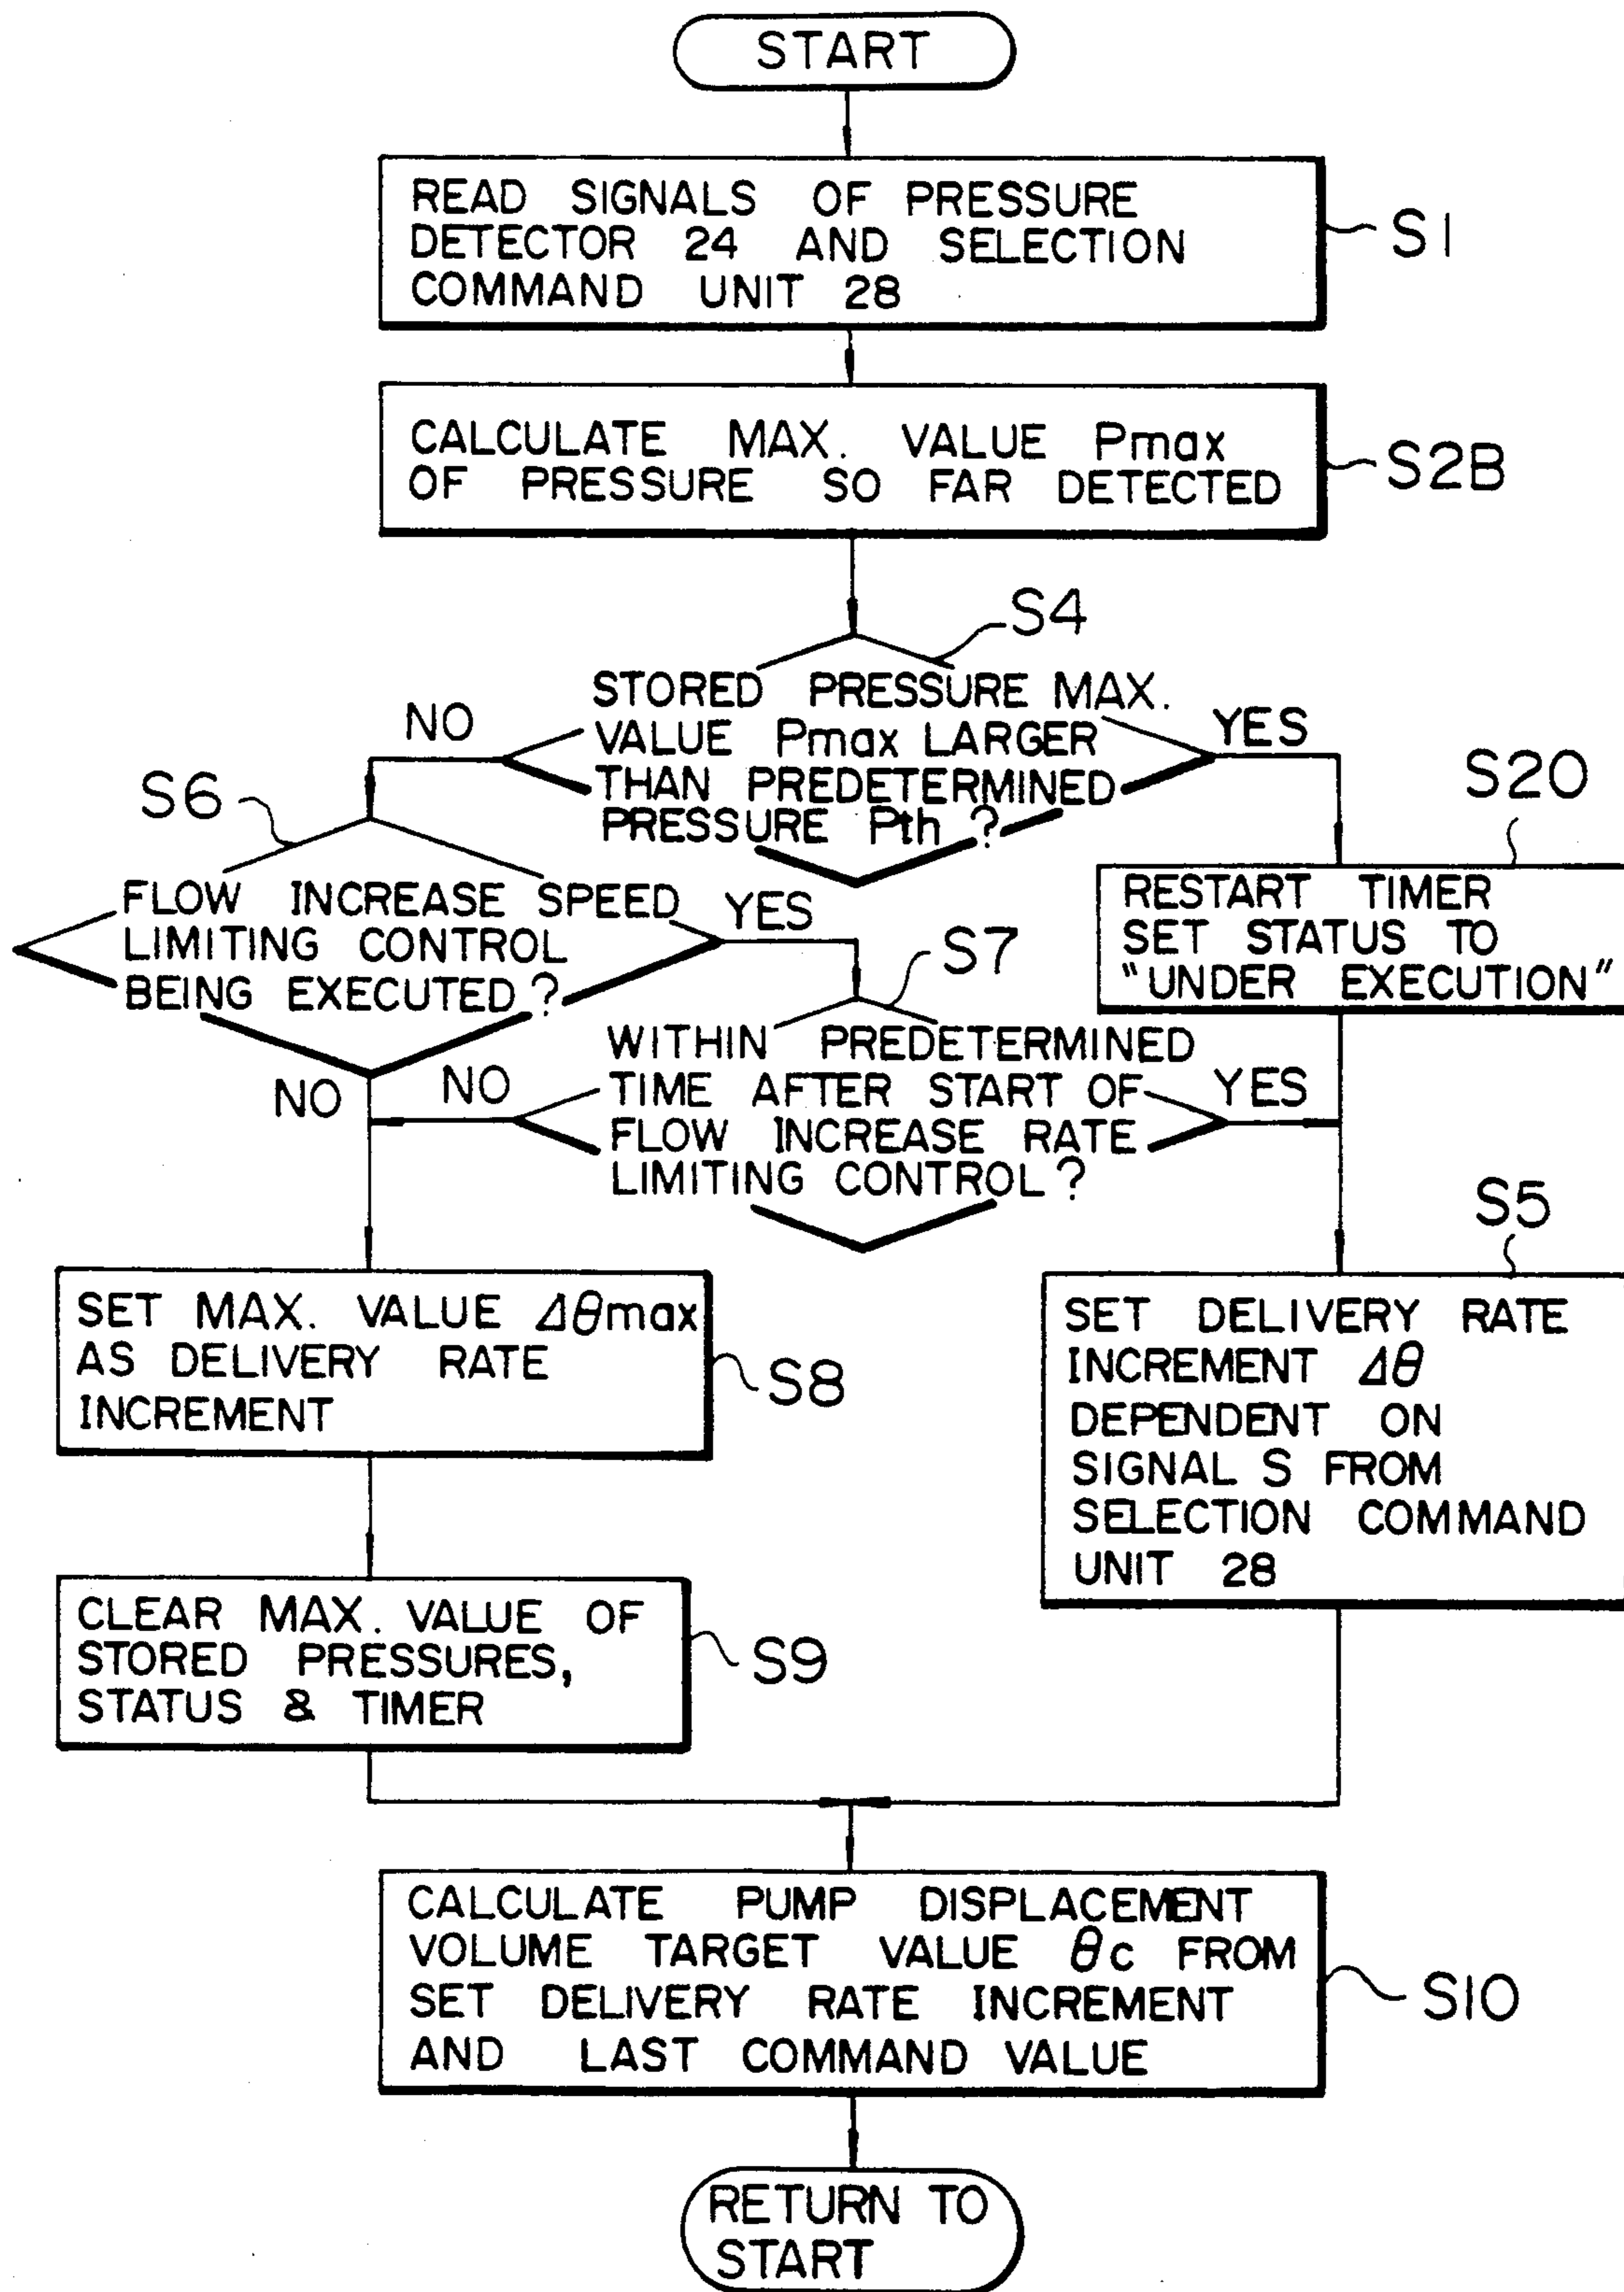 START
READ SIGNALS OF PRESSURE
DETECTOR 24 AND SELECTION
COMMAND UNIT 28
S1
CALCULATE MAX. VALUE Pmax
OF PRESSURE SO FAR DETECTED
S2B
S4
STORED PRESSURE MAX.
VALUE Pmax LARGER
THAN PREDETERMINED
PRESSURE Pth ?
NO
YES
S6
S20
FLOW INCREASE SPEED
LIMITING CONTROL
BEING EXECUTED ?
YES
NO
RESTART TIMER
SET STATUS TO
"UNDER EXECUTION"
S7
WITHIN PREDETERMINED
TIME AFTER START OF
FLOW INCREASE RATE
LIMITING CONTROL ?
NO
YES
S5
SET MAX. VALUE Δθmax
AS DELIVERY RATE
INCREMENT
S8
SET DELIVERY RATE
INCREMENT Δθ
DEPENDENT ON
SIGNAL S FROM
SELECTION COMMAND
UNIT 28
CLEAR MAX. VALUE OF
STORED PRESSURES,
STATUS & TIMER
S9
CALCULATE PUMP DISPLACEMENT
VOLUME TARGET VALUE θc FROM
SET DELIVERY RATE INCREMENT
AND LAST COMMAND VALUE
S10
RETURN TO
START